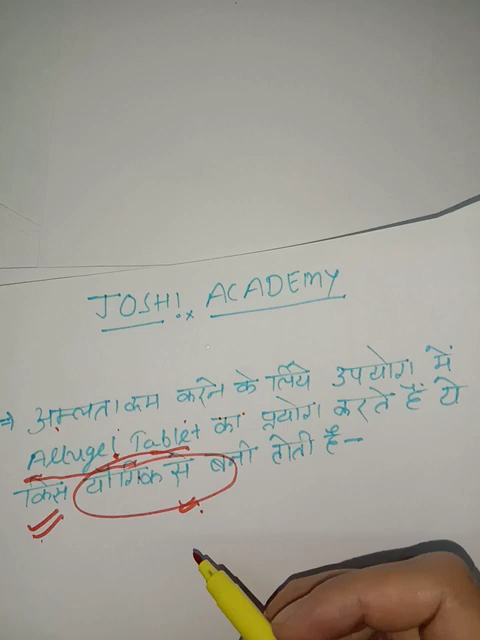 JOSHI ACADEMY
⇒ अम्लता कम करने के लिये उपयोग में
Allugel Tablet का प्रयोग करते हैं ये
किस यौगिक से बनी होती है-